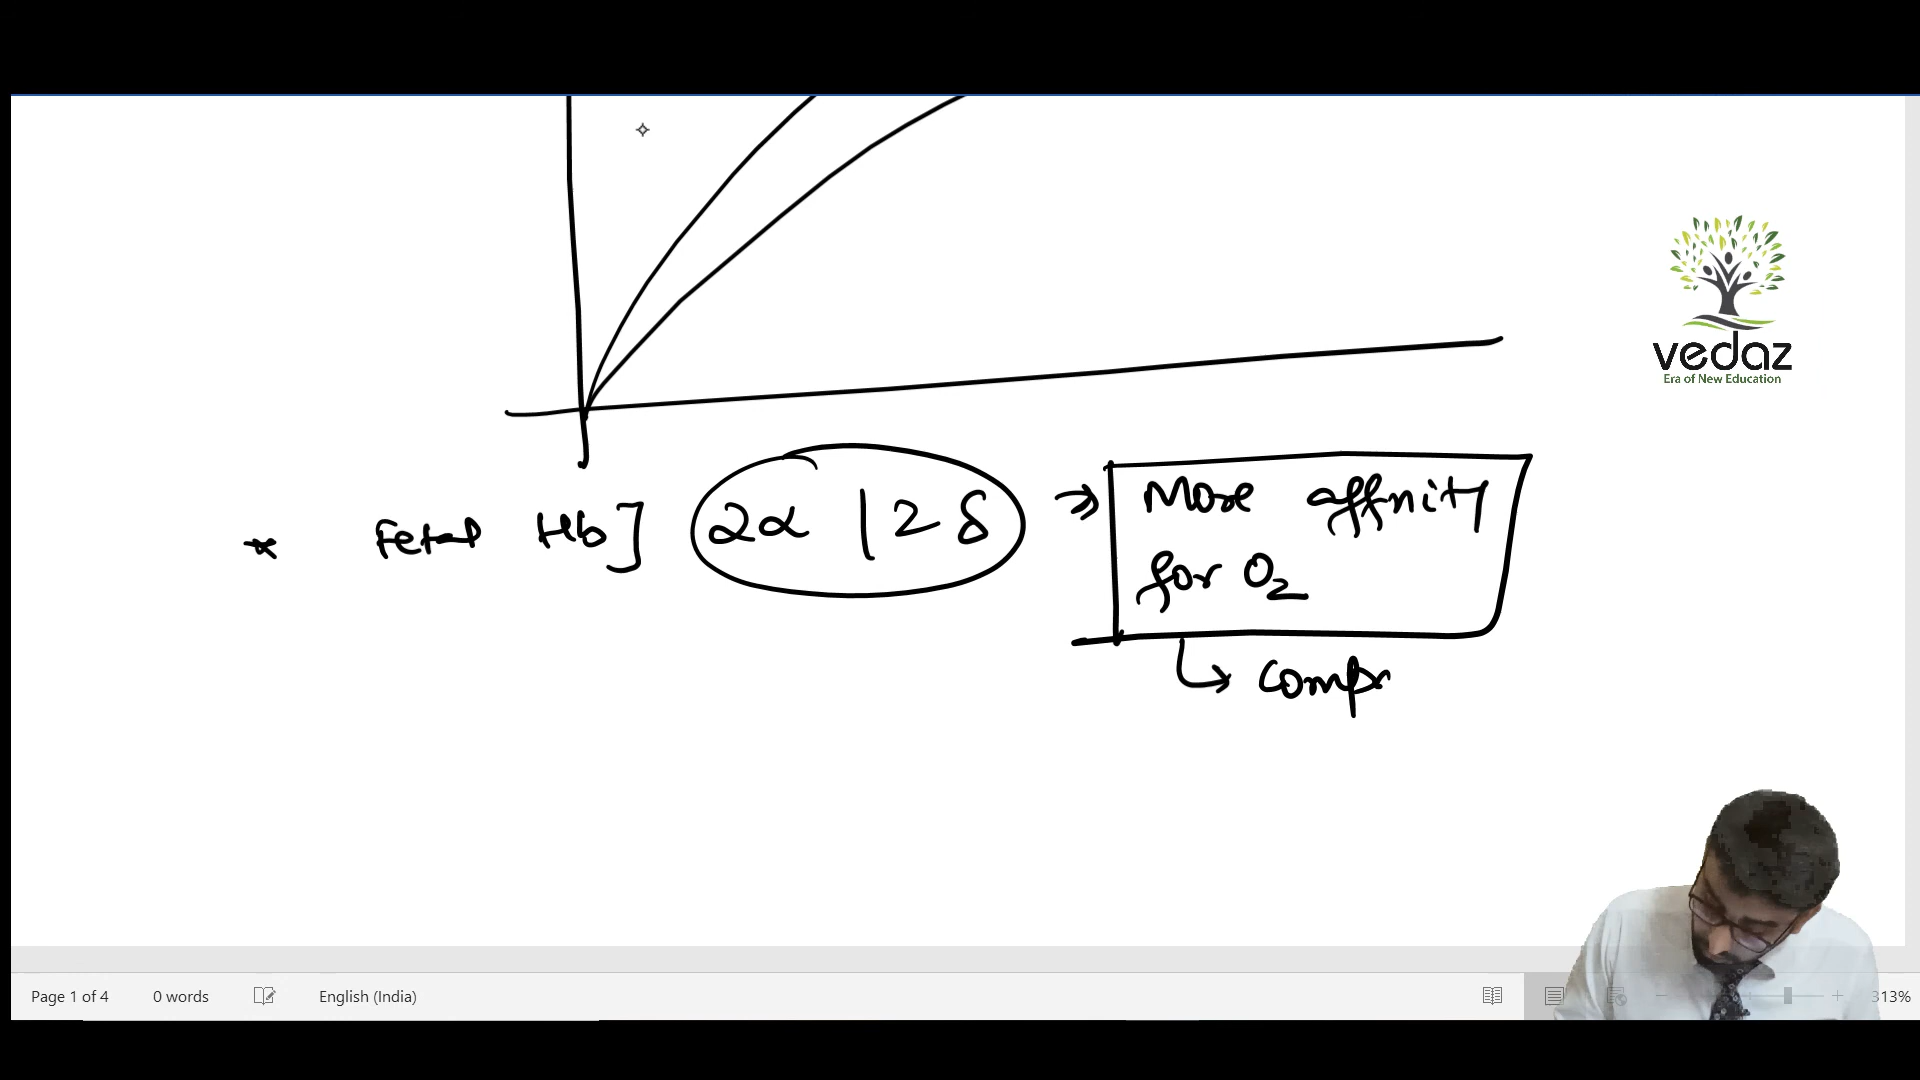 vedaz
Era of New Education
* Fetal Hb] 2α | 2 δ → More affinity
for O₂
↳ Compr
Page 1 of 4 0 words English (India) 313%